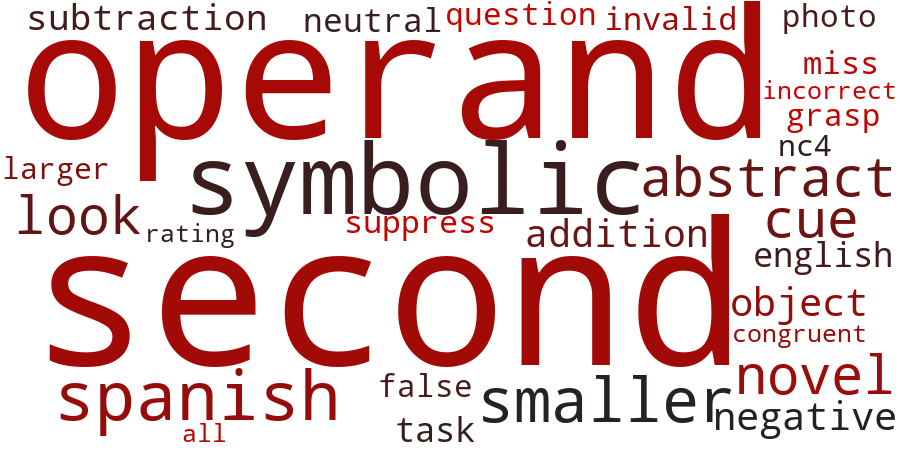 subtraction neutral question invalid photo
operand miss
incorrect
grasp
nc4
larger symbolic abstract
look suppress addition cue
rating english
second object
congruent
spanish false smaller novel
task negative
all